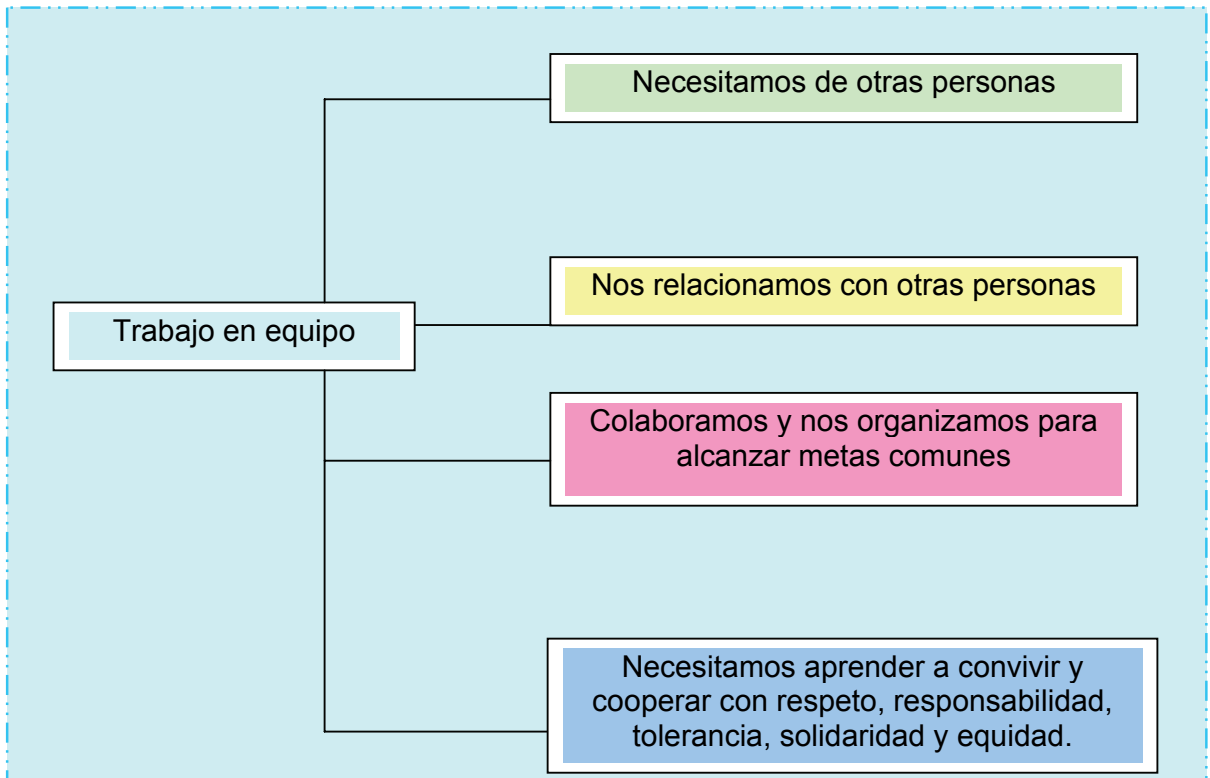 Necesitamos de otras personas
Nos relacionamos con otras personas
Trabajo en equipo
Colaboramos y nos organizamos para
alcanzar metas comunes
Necesitamos aprender a convivir y
cooperar con respeto, responsabilidad,
tolerancia, solidaridad y equidad.